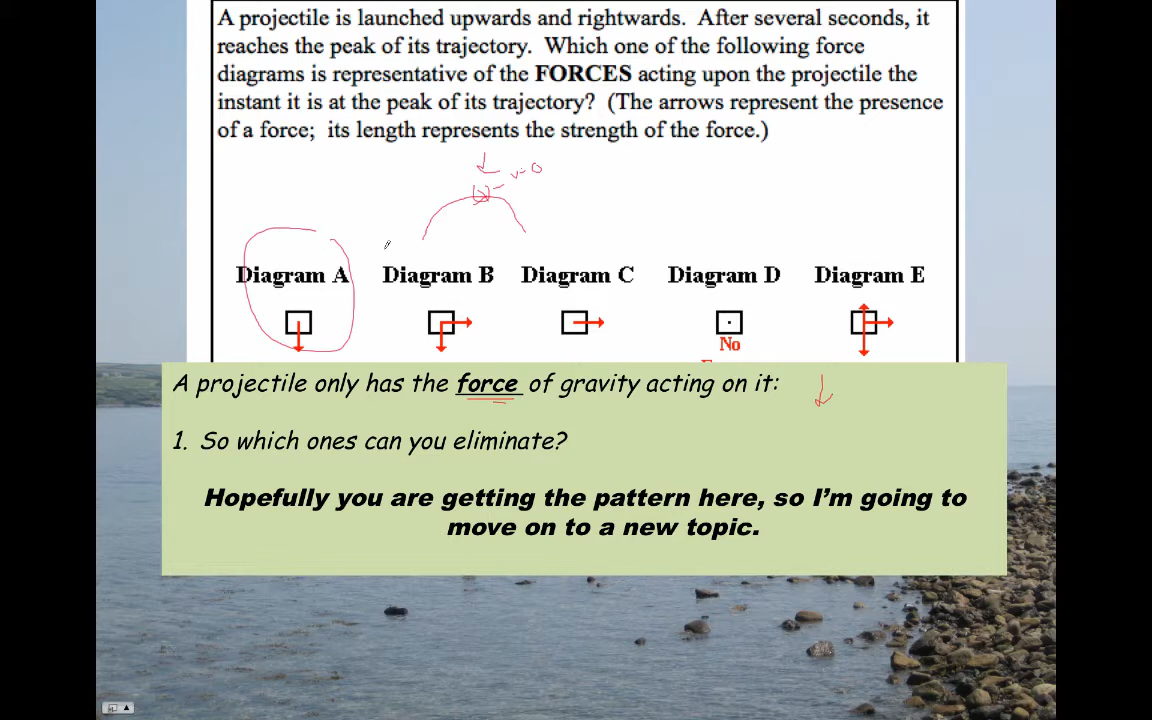 A projectile is launched upwards and rightwards. After several seconds, it
reaches the peak of its trajectory. Which one of the following force
diagrams is representative of the FORCES acting upon the projectile the
instant it is at the peak of its trajectory? (The arrows represent the presence
of a force; its length represents the strength of the force.)
v=0
Diagram A Diagram B Diagram C Diagram D Diagram E
No
A projectile only has the force of gravity acting on it:
1. So which ones can you eliminate?
Hopefully you are getting the pattern here, so I'm going to
move on to a new topic.